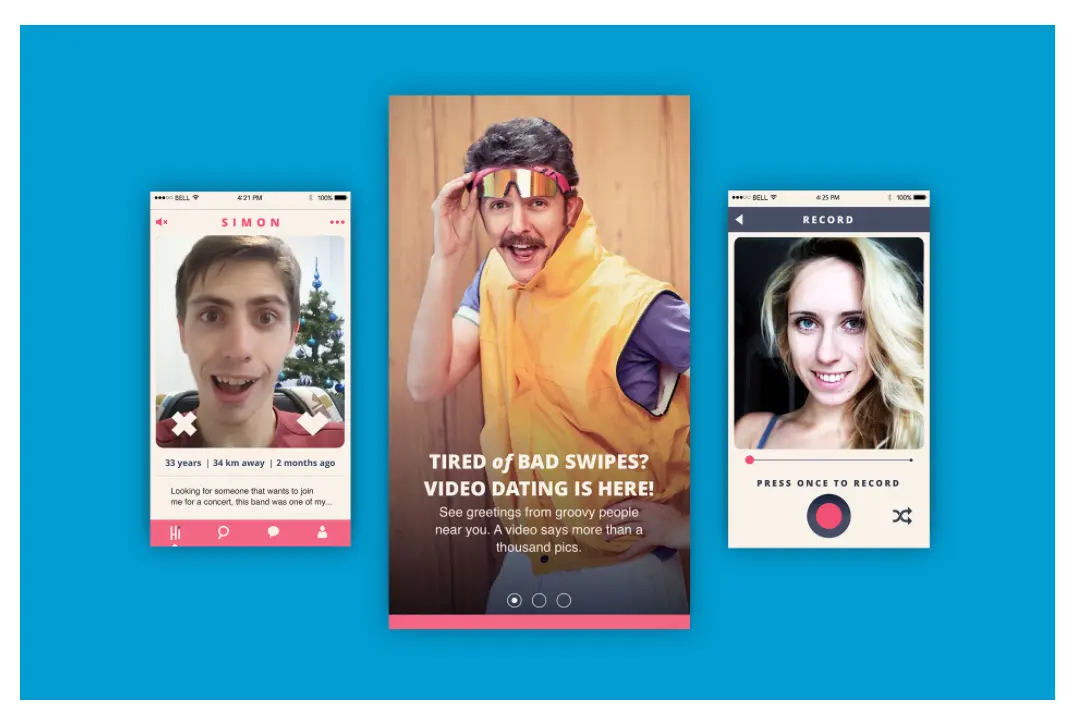 BELL
4:21 PM
100%
SIMON
33 years | 34 km away | 2 months ago
Looking for someone that wants to join
me for a concert, this band was one of my...
Hi
TIRED of BAD SWIPES?
VIDEO DATING IS HERE!
See greetings from groovy people
near you. A video says more than a
thousand pics.
BELL
4:25 PM
100%
RECORD
PRESS ONCE TO RECORD